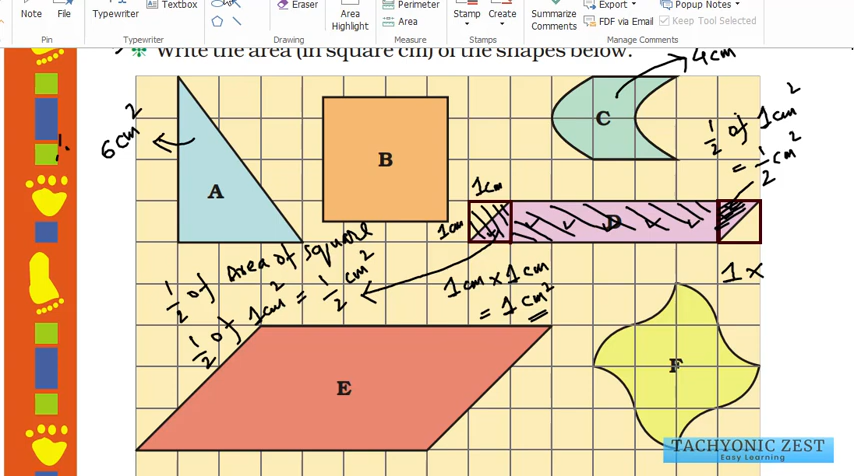 Note
File
Typewriter
Textbox
Eraser
Area
Highlight
Perimeter
Area
Stamp
Create
Summarize
Comments
Export
FDF via Email
Popup Notes
Keep Tool Selected
Pin
Typewriter
Drawing
Measure
Stamp
Manage Comments
Write the area (in square cm) of the shapes below.
4cm
6cm²
A
B
C
½ of 1cm²
= ½ cm²
1cm
1cm
D
½ of Area of square
½ of 1cm² = ½ cm²
1cm × 1cm
= 1cm²
1 ×
E
F
TACHYONIC ZEST
Easy Learning